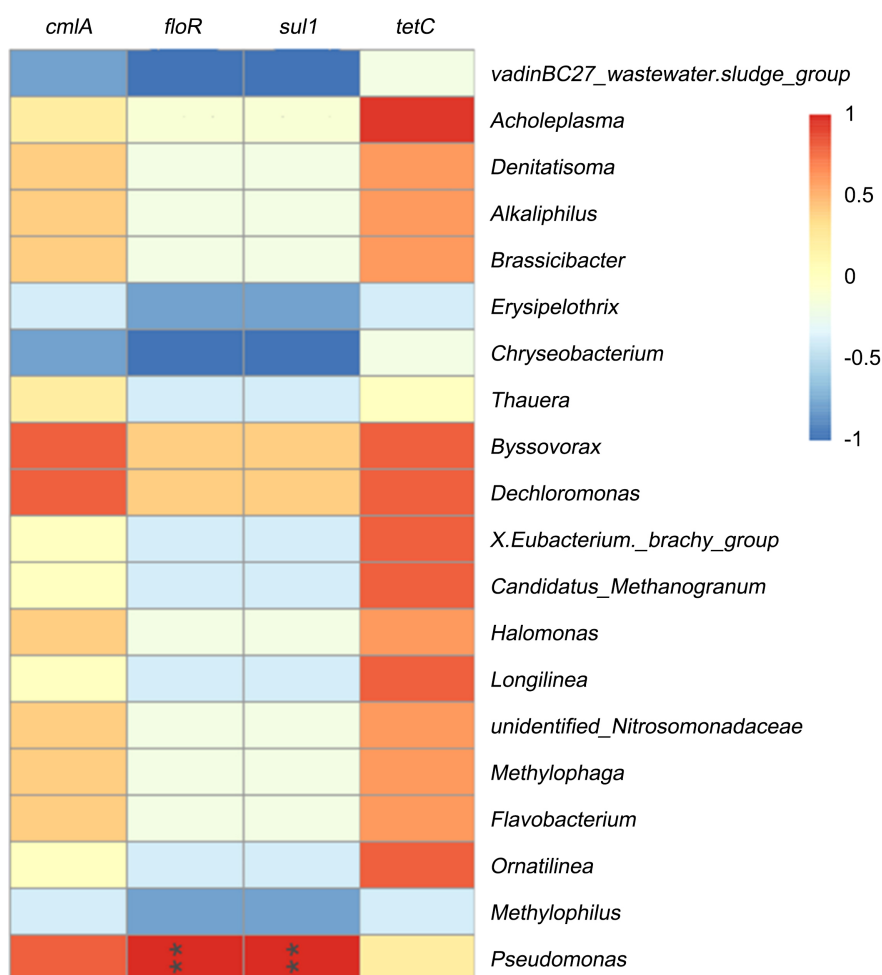 cmlA floR sul1 tetC
vadinBC27_wastewater.sludge_group
Acholeplasma
1
Denitatisoma
0.5
Alkaliphilus
Brassicibacter
0
Erysipelothrix
Chryseobacterium
-0.5
Thauera
-1
Byssovorax
Dechloromonas
X.Eubacterium._brachy_group
Candidatus_Methanogranum
Halomonas
Longilinea
unidentified_Nitrosomonadaceae
Methylophaga
Flavobacterium
Ornatilinea
Methylophilus
* *
* *
Pseudomonas